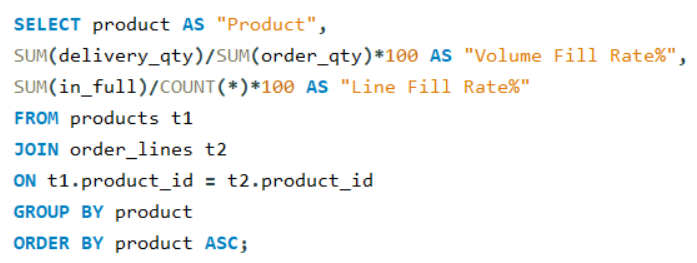 SELECT product AS "Product",
SUM(delivery_qty)/SUM(order_qty)*100 AS "Volume Fill Rate%",
SUM(in_full)/COUNT(*)*100 AS "Line Fill Rate%"
FROM products t1
JOIN order_lines t2
ON t1.product_id = t2.product_id
GROUP BY product
ORDER BY product ASC;